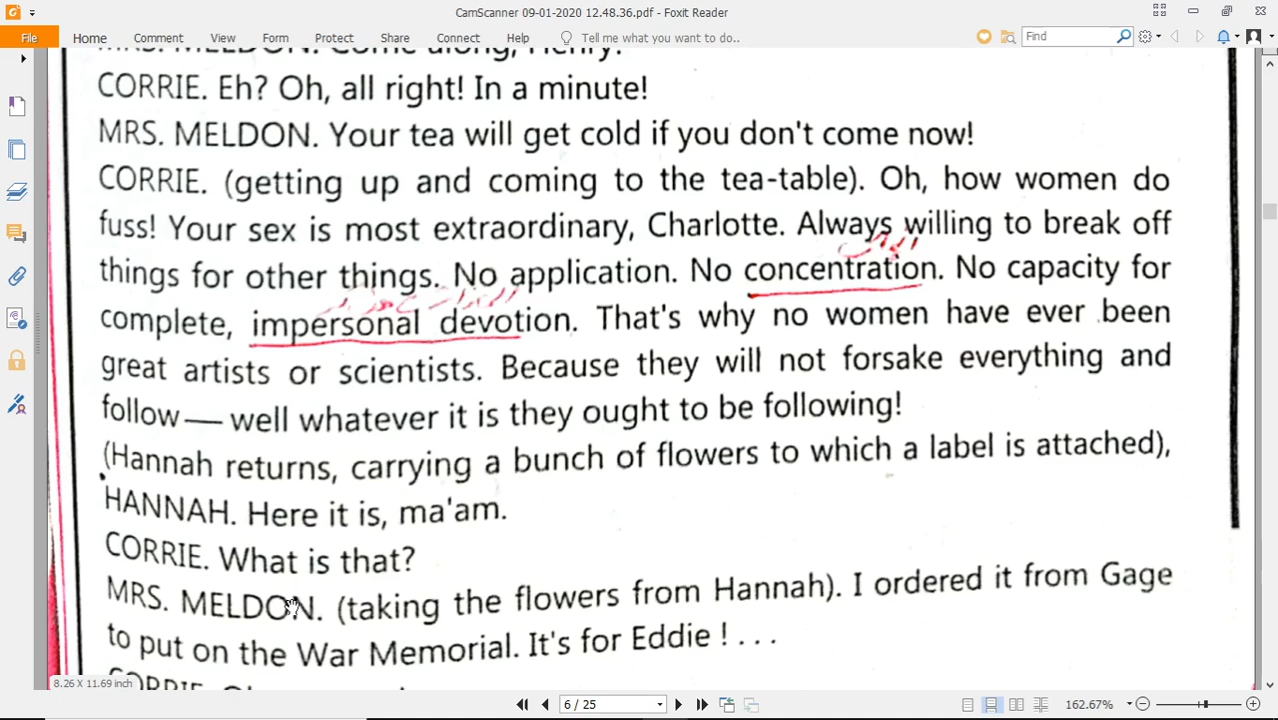 CamScanner 09-01-2020 12.48.36.pdf - Foxit Reader
File Home Comment View Form Protect Share Connect Help Tell me what you want to do.. Find
CORRIE. Eh? Oh, all right! In a minute!
MRS. MELDON. Your tea will get cold if you don't come now!
CORRIE. (getting up and coming to the tea-table). Oh, how women do
fuss! Your sex is most extraordinary, Charlotte. Always willing to break off
things for other things. No application. No concentration. No capacity for
complete, impersonal devotion. That's why no women have ever been
great artists or scientists. Because they will not forsake everything and
follow— well whatever it is they ought to be following!
(Hannah returns, carrying a bunch of flowers to which a label is attached),
HANNAH. Here it is, ma'am.
CORRIE. What is that?
MRS. MELDON. (taking the flowers from Hannah). I ordered it from Gage
to put on the War Memorial. It's for Eddie ! . . .
8.26 X 11.69 inch
6 / 25
162.67%